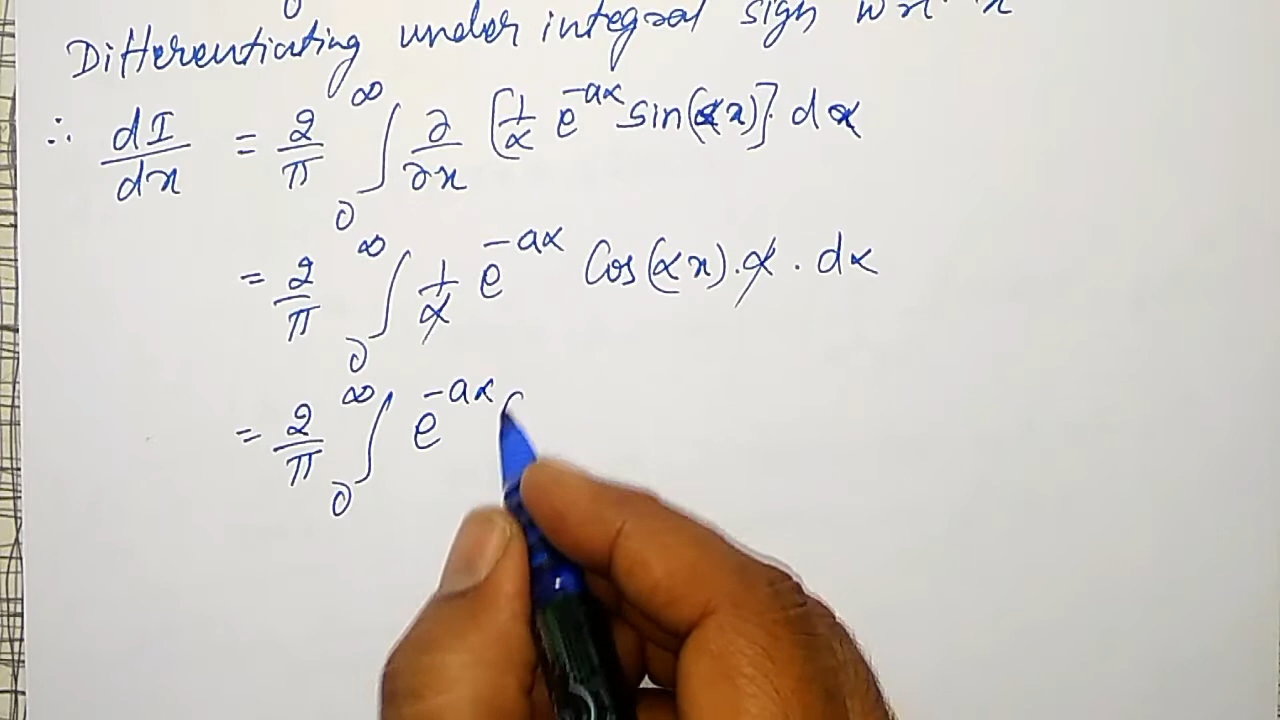 Differentiating under integral sign w.r.t. x
∴ dI/dx = 2/π ∫₀^∞ ∂/∂x [1/α e^{-aα} sin(αx)]. dα
= 2/π ∫₀^∞ 1/α e^{-aα} Cos(αx).α . dα
= 2/π ∫₀^∞ e^{-aα}